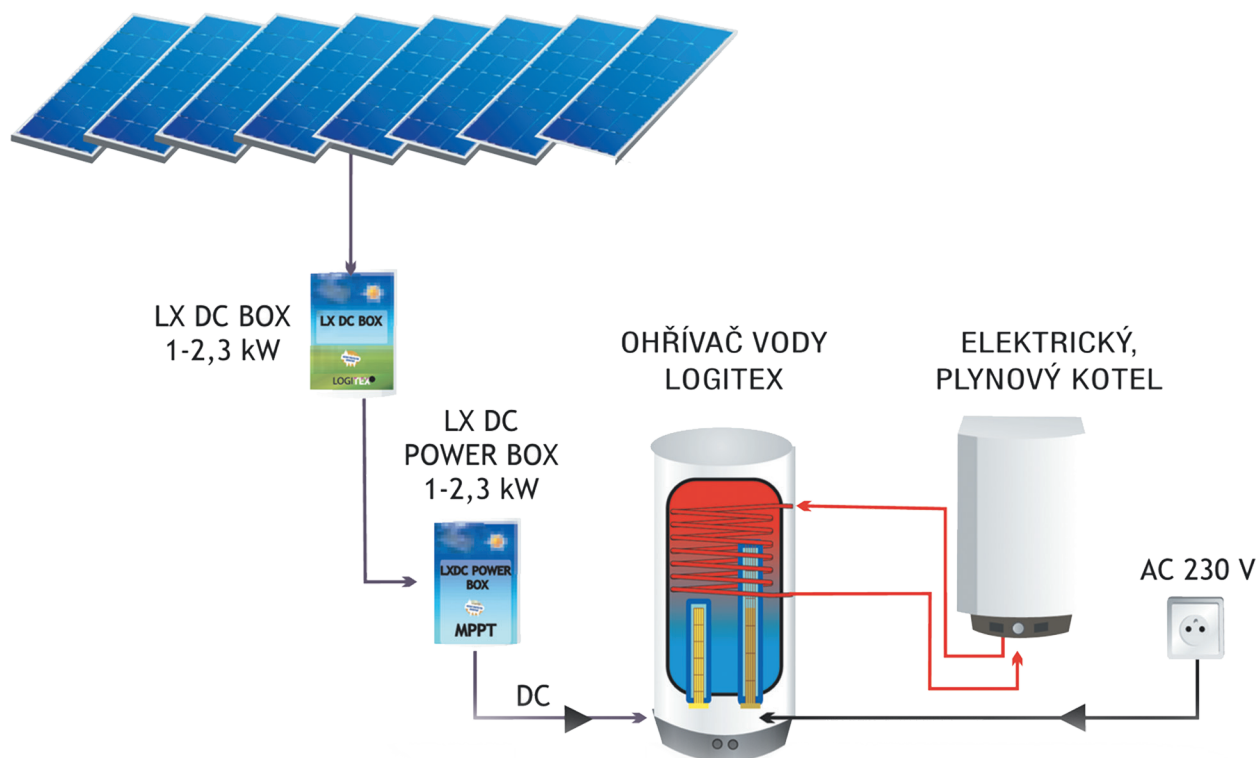 LX DC BOX
1-2,3 kW
LX DC BOX
LOGITEX
OHŘÍVAČ VODY
LOGITEX
ELEKTRICKÝ,
PLYNOVÝ KOTEL
LX DC
POWER BOX
1-2,3 kW
LXDC POWER
BOX
MPPT
AC 230 V
DC